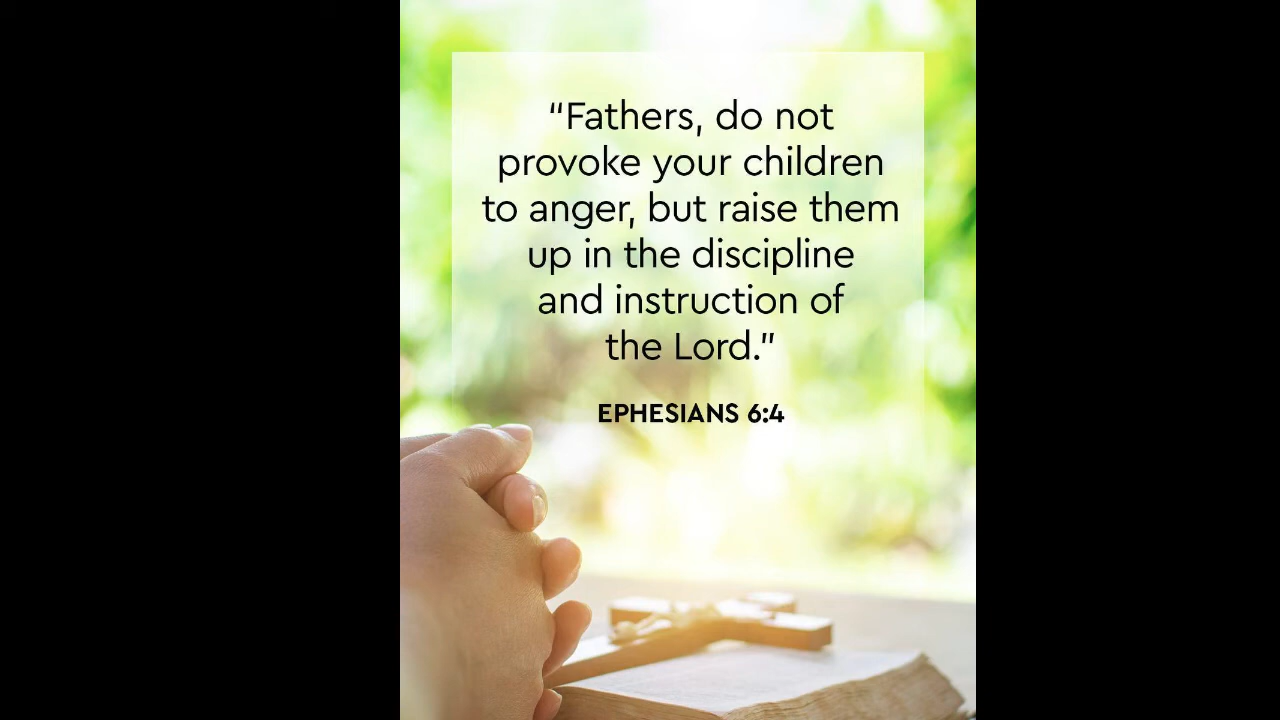 “Fathers, do not
provoke your children
to anger, but raise them
up in the discipline
and instruction of
the Lord.”
EPHESIANS 6:4